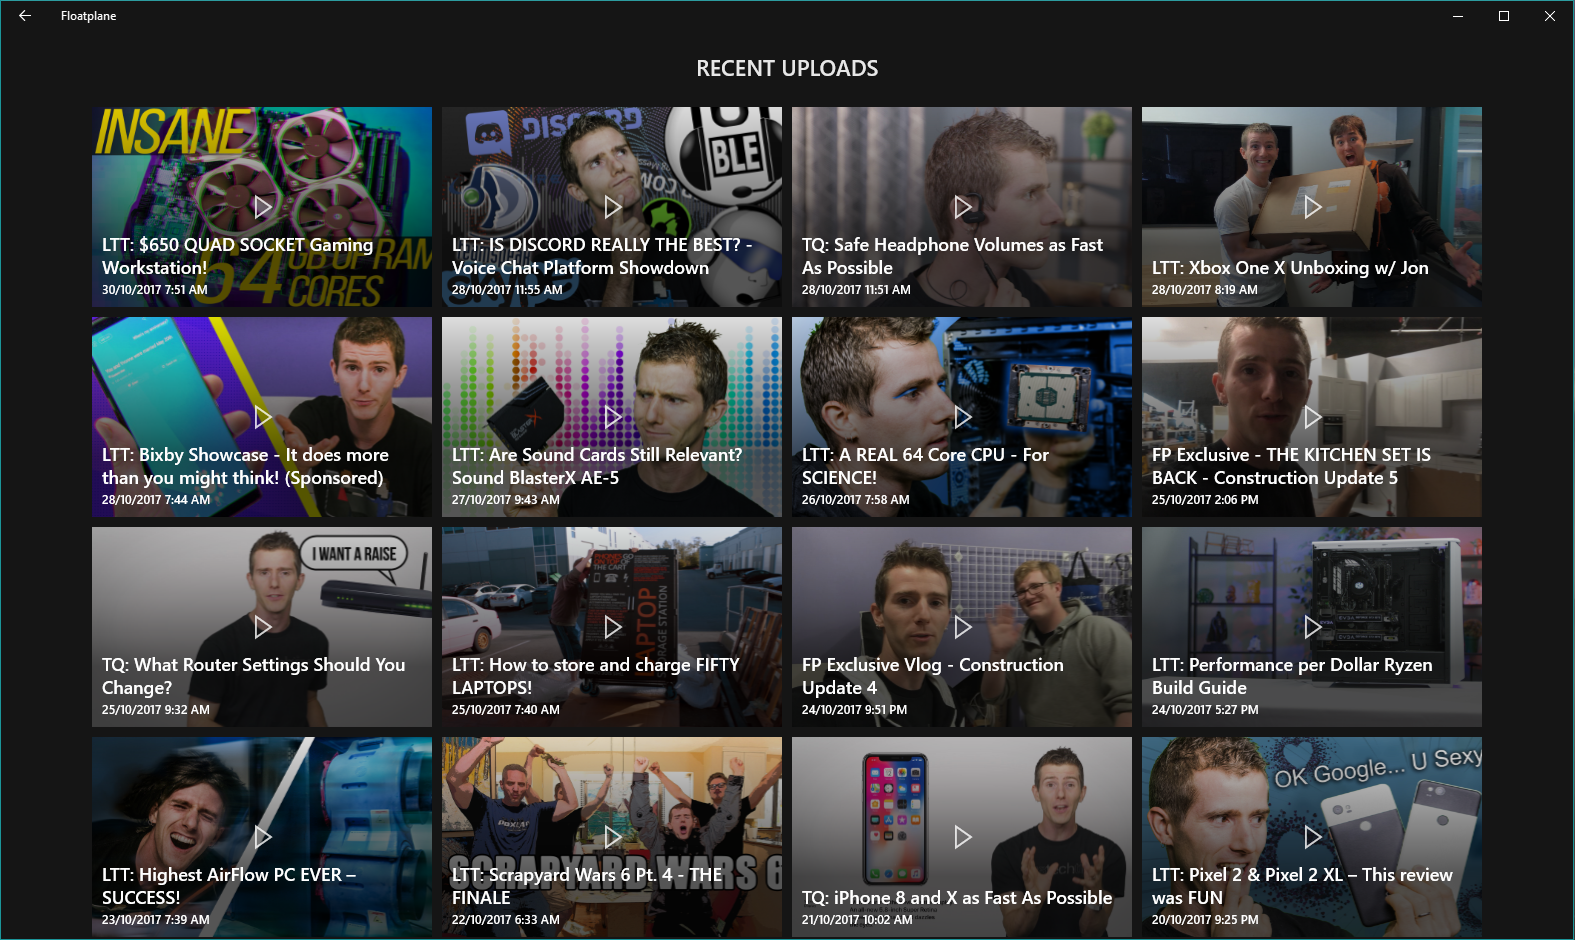 Floatplane
RECENT UPLOADS
INSANE
LTT: $650 QUAD SOCKET Gaming
Workstation!
30/10/2017 7:51 AM
64 GB OF RAM
CORES
DISCORD
BLE
COM
LTT: IS DISCORD REALLY THE BEST? -
Voice Chat Platform Showdown
28/10/2017 11:55 AM
TQ: Safe Headphone Volumes as Fast
As Possible
28/10/2017 11:51 AM
LTT: Xbox One X Unboxing w/ Jon
28/10/2017 8:19 AM
LTT: Bixby Showcase - It does more
than you might think! (Sponsored)
28/10/2017 7:44 AM
LTT: Are Sound Cards Still Relevant?
Sound BlasterX AE-5
27/10/2017 9:43 AM
LTT: A REAL 64 Core CPU - For
SCIENCE!
26/10/2017 7:58 AM
FP Exclusive - THE KITCHEN SET IS
BACK - Construction Update 5
25/10/2017 2:06 PM
I WANT A RAISE
TQ: What Router Settings Should You
Change?
25/10/2017 9:32 AM
LAPTOP
STORAGE STATION
LTT: How to store and charge FIFTY
LAPTOPS!
25/10/2017 7:40 AM
FP Exclusive Vlog - Construction
Update 4
24/10/2017 9:51 PM
EVGA
LTT: Performance per Dollar Ryzen
Build Guide
24/10/2017 5:27 PM
LTT: Highest AirFlow PC EVER –
SUCCESS!
23/10/2017 7:39 AM
SCRAPYARD WARS 6
LTT: Scrapyard Wars 6 Pt. 4 - THE
FINALE
22/10/2017 6:33 AM
TQ: iPhone 8 and X as Fast As Possible
21/10/2017 10:02 AM
OK Google... U Sexy
LTT: Pixel 2 & Pixel 2 XL – This review
was FUN
20/10/2017 9:25 PM